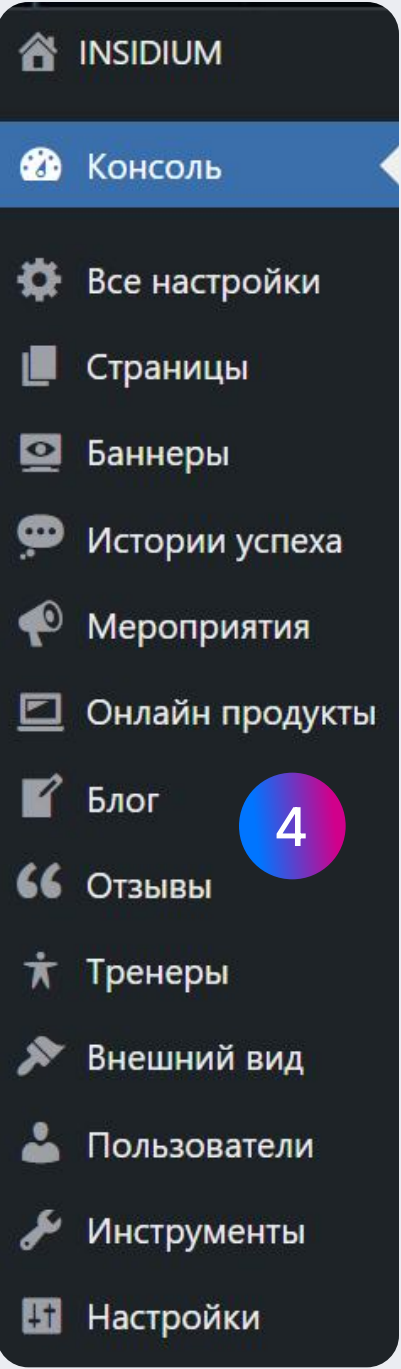 INSIDIUM
Консоль
Все настройки
Страницы
Баннеры
Истории успеха
Мероприятия
Онлайн продукты
Блог
4
Отзывы
Тренеры
Внешний вид
Пользователи
Инструменты
Настройки